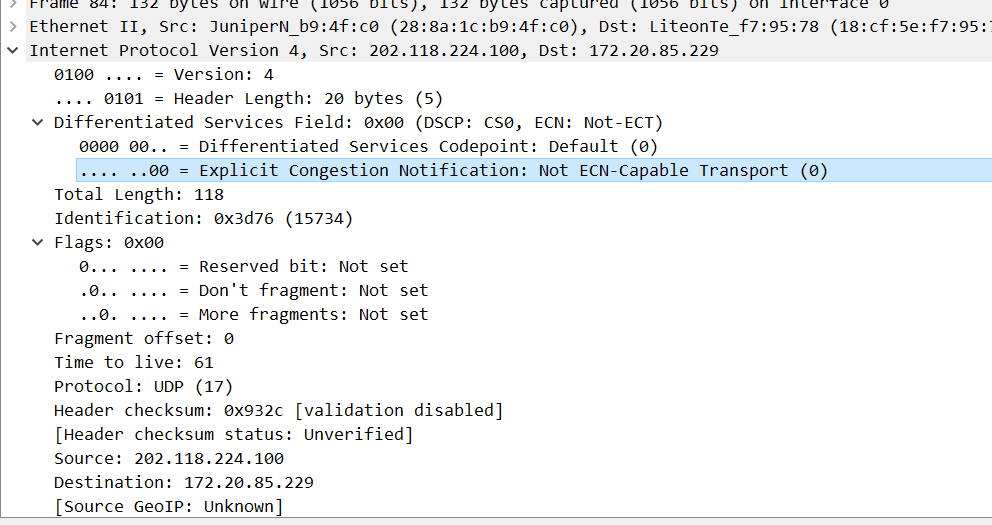 Frame 84: 132 bytes on wire (1056 bits), 132 bytes captured (1056 bits) on interface 0
Ethernet II, Src: JuniperN_b9:4f:c0 (28:8a:1c:b9:4f:c0), Dst: LiteonTe_f7:95:78 (18:cf:5e:f7:95:
Internet Protocol Version 4, Src: 202.118.224.100, Dst: 172.20.85.229
0100 .... = Version: 4
.... 0101 = Header Length: 20 bytes (5)
Differentiated Services Field: 0x00 (DSCP: CS0, ECN: Not-ECT)
0000 00.. = Differentiated Services Codepoint: Default (0)
.... ..00 = Explicit Congestion Notification: Not ECN-Capable Transport (0)
Total Length: 118
Identification: 0x3d76 (15734)
Flags: 0x00
0... .... = Reserved bit: Not set
.0.. .... = Don't fragment: Not set
..0. .... = More fragments: Not set
Fragment offset: 0
Time to live: 61
Protocol: UDP (17)
Header checksum: 0x932c [validation disabled]
[Header checksum status: Unverified]
Source: 202.118.224.100
Destination: 172.20.85.229
[Source GeoIP: Unknown]